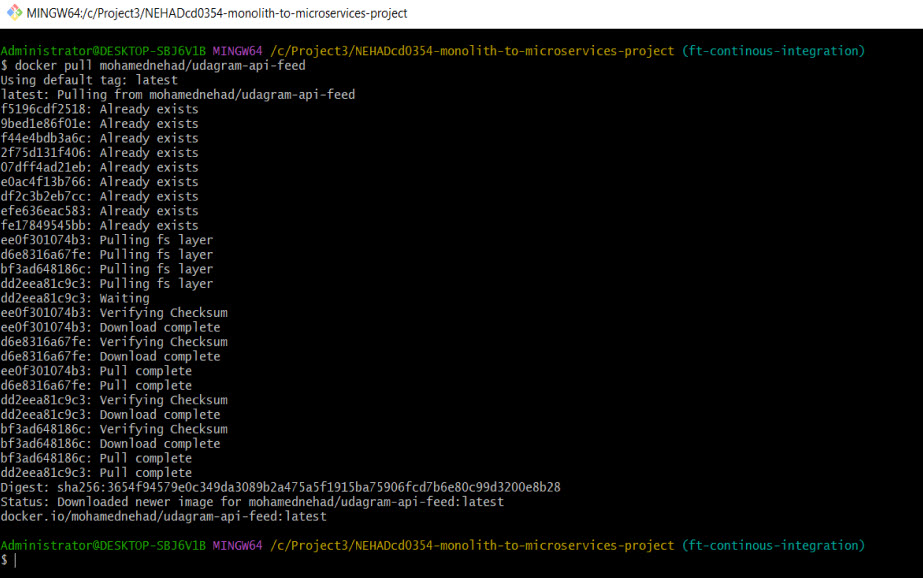 MINGW64:/c/Project3/NEHADcd0354-monolith-to-microservices-project
Administrator@DESKTOP-SBJ6V1B MINGW64 /c/Project3/NEHADcd0354-monolith-to-microservices-project (ft-continous-integration)
$ docker pull mohamednehad/udagram-api-feed
Using default tag: latest
latest: Pulling from mohamednehad/udagram-api-feed
f5196cdf2518: Already exists
9bed1e86f01e: Already exists
f44e4bdb3a6c: Already exists
2f75d131f406: Already exists
07dff4ad21eb: Already exists
e0ac4f13b766: Already exists
df2c3b2eb7cc: Already exists
efe636eac583: Already exists
fe17849545bb: Already exists
ee0f301074b3: Pulling fs layer
d6e8316a67fe: Pulling fs layer
bf3ad648186c: Pulling fs layer
dd2eea81c9c3: Pulling fs layer
dd2eea81c9c3: Waiting
ee0f301074b3: Verifying Checksum
ee0f301074b3: Download complete
d6e8316a67fe: Verifying Checksum
d6e8316a67fe: Download complete
ee0f301074b3: Pull complete
d6e8316a67fe: Pull complete
dd2eea81c9c3: Verifying Checksum
dd2eea81c9c3: Download complete
bf3ad648186c: Verifying Checksum
bf3ad648186c: Download complete
bf3ad648186c: Pull complete
dd2eea81c9c3: Pull complete
Digest: sha256:3654f94579e0c349da3089b2a475a5f1915ba75906fcd7b6e80c99d3200e8b28
Status: Downloaded newer image for mohamednehad/udagram-api-feed:latest
docker.io/mohamednehad/udagram-api-feed:latest
Administrator@DESKTOP-SBJ6V1B MINGW64 /c/Project3/NEHADcd0354-monolith-to-microservices-project (ft-continous-integration)
$